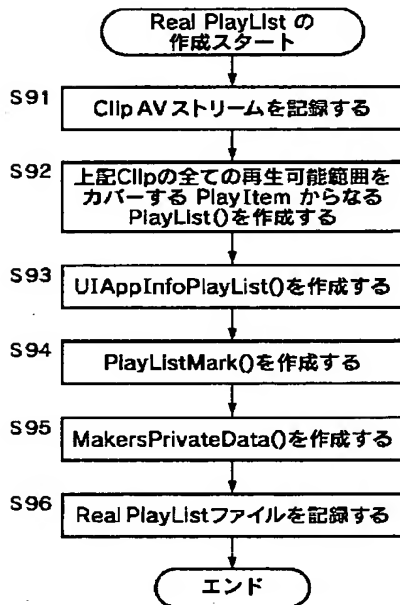 Real PlayList の
作成スタート
S91
Clip AVストリームを記録する
S92
上記Clipの全ての再生可能範囲を
カバーする PlayItem からなる
PlayList()を作成する
S93
UIAppInfoPlayList()を作成する
S94
PlayListMark()を作成する
S95
MakersPrivateData()を作成する
S96
Real PlayListファイルを記録する
エンド